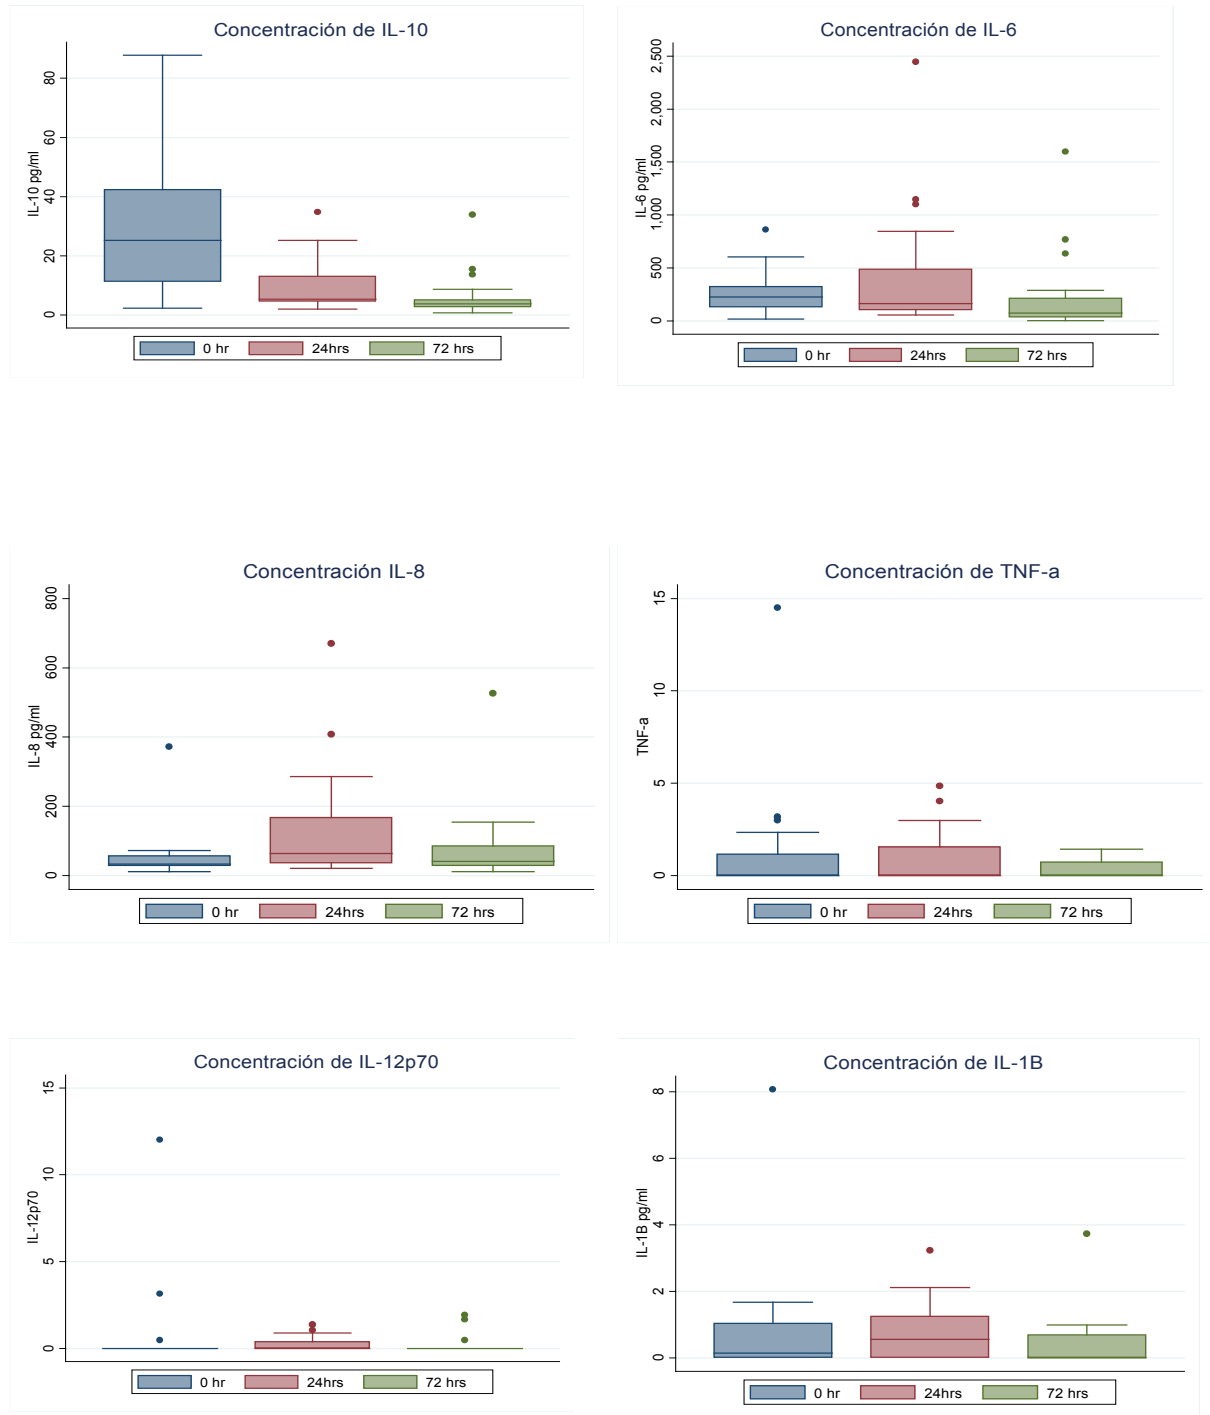 Concentración de IL-10
IL-10 pg/ml
80
60
40
20
0
0 hr 24hrs 72 hrs
Concentración de IL-6
IL-6 pg/ml
2,500
2,000
1,500
1,000
500
0
0 hr 24hrs 72 hrs
Concentración IL-8
IL-8 pg/ml
800
600
400
200
0
0 hr 24hrs 72 hrs
Concentración de TNF-a
TNF-a
15
10
5
0
0 hr 24hrs 72 hrs
Concentración de IL-12p70
IL-12p70
15
10
5
0
0 hr 24hrs 72 hrs
Concentración de IL-1B
IL-1B pg/ml
8
6
4
2
0
0 hr 24hrs 72 hrs